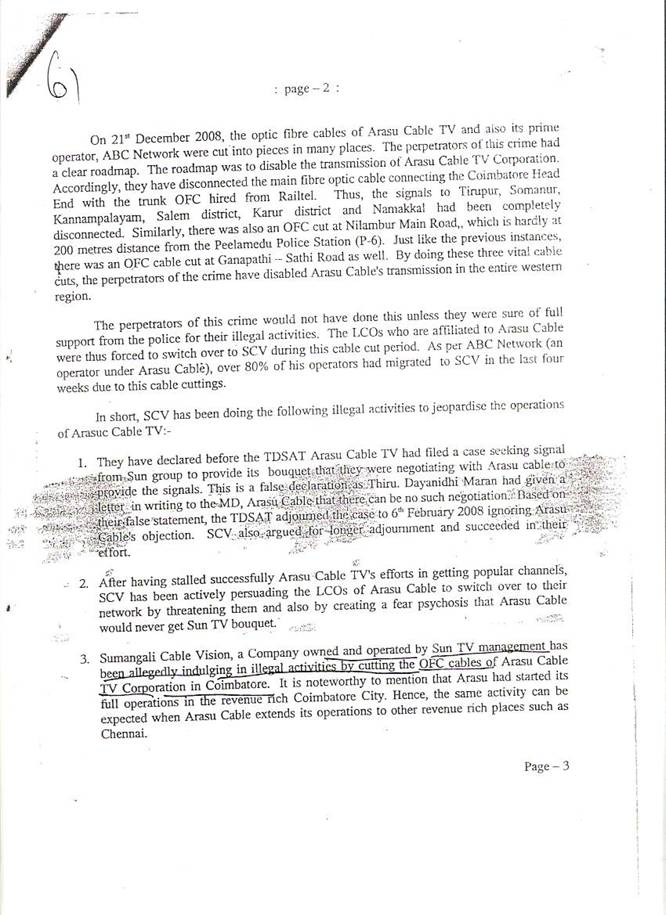 61
: page – 2 :
On 21st December 2008, the optic fibre cables of Arasu Cable TV and also its prime
operator, ABC Network were cut into pieces in many places. The perpetrators of this crime had
a clear roadmap. The roadmap was to disable the transmission of Arasu Cable TV Corporation.
Accordingly, they have disconnected the main fibre optic cable connecting the Coimbatore Head
End with the trunk OFC hired from Railtel. Thus, the signals to Tirupur, Somanur,
Kannampalayam, Salem district, Karur district and Namakkal had been completely
disconnected. Similarly, there was also an OFC cut at Nilambur Main Road,, which is hardly at
200 metres distance from the Peelamedu Police Station (P-6). Just like the previous instances,
there was an OFC cable cut at Ganapathi – Sathi Road as well. By doing these three vital cable
cuts, the perpetrators of the crime have disabled Arasu Cable's transmission in the entire western
region.
The perpetrators of this crime would not have done this unless they were sure of full
support from the police for their illegal activities. The LCOs who are affiliated to Arasu Cable
were thus forced to switch over to SCV during this cable cut period. As per ABC Network (an
operator under Arasu Cable), over 80% of his operators had migrated to SCV in the last four
weeks due to this cable cuttings.
In short, SCV has been doing the following illegal activities to jeopardise the operations
of Arasuc Cable TV:-
1. They have declared before the TDSAT Arasu Cable TV had filed a case seeking signal
from Sun group to provide its bouquet that they were negotiating with Arasu cable to
provide the signals. This is a false declaration as Thiru. Dayanidhi Maran had given a
letter in writing to the MD, Arasu Cable that there can be no such negotiation. Based on
their false statement, the TDSAT adjourned the case to 6th February 2008 ignoring Arasu
Cable's objection. SCV also argued for longer adjournment and succeeded in their
effort.
2. After having stalled successfully Arasu Cable TV's efforts in getting popular channels,
SCV has been actively persuading the LCOs of Arasu Cable to switch over to their
network by threatening them and also by creating a fear psychosis that Arasu Cable
would never get Sun TV bouquet.
3. Sumangali Cable Vision, a Company owned and operated by Sun TV management has
been allegedly indulging in illegal activities by cutting the OFC cables of Arasu Cable
TV Corporation in Coimbatore. It is noteworthy to mention that Arasu had started its
full operations in the revenue rich Coimbatore City. Hence, the same activity can be
expected when Arasu Cable extends its operations to other revenue rich places such as
Chennai.
Page – 3